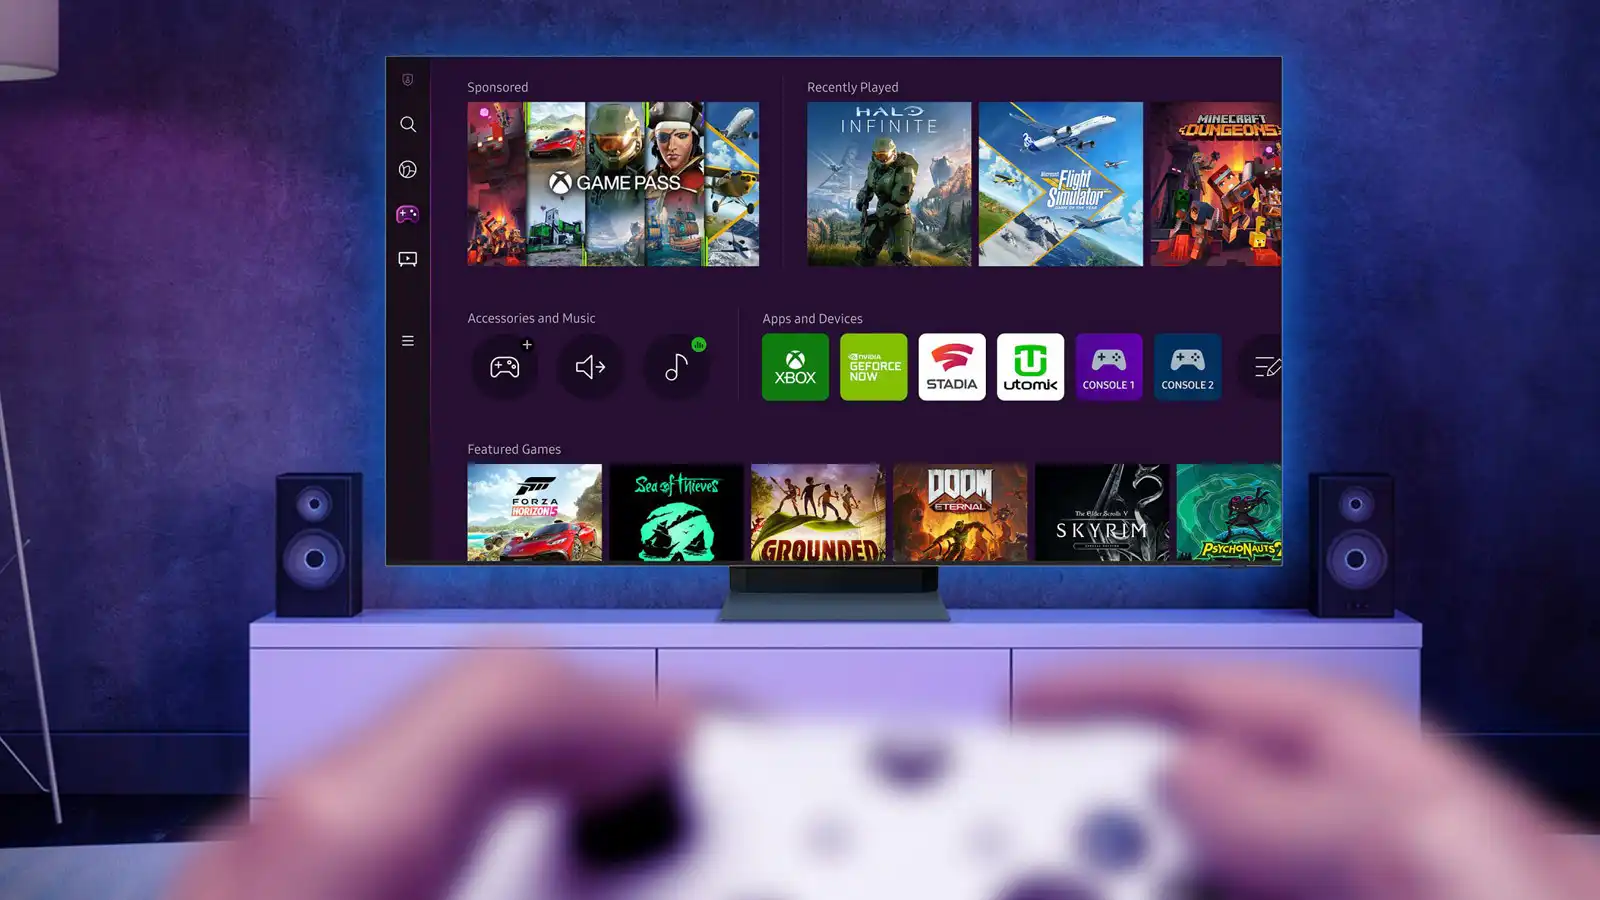 Sponsored
Recently Played
GAME PASS
HALO
INFINITE
Microsoft
Flight
Simulator
MINECRAFT
DUNGEONS
Accessories and Music
Apps and Devices
XBOX
NVIDIA
GEFORCE
NOW
STADIA
utomik
CONSOLE 1
CONSOLE 2
Featured Games
FORZA
HORIZON 5
Sea of Thieves
GROUNDED
DOOM
ETERNAL
The Elder Scrolls V
SKYRIM
PSYCHONAUTS 2